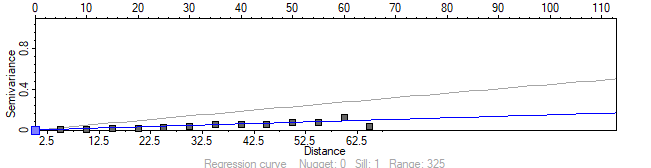 0 10 20 30 40 50 60 70 80 90 100 110
0.8
0.4
0
Semivariance
2.5 12.5 22.5 32.5 42.5 52.5 62.5
Distance
Regression curve Nugget: 0 Sill: 1 Range: 325